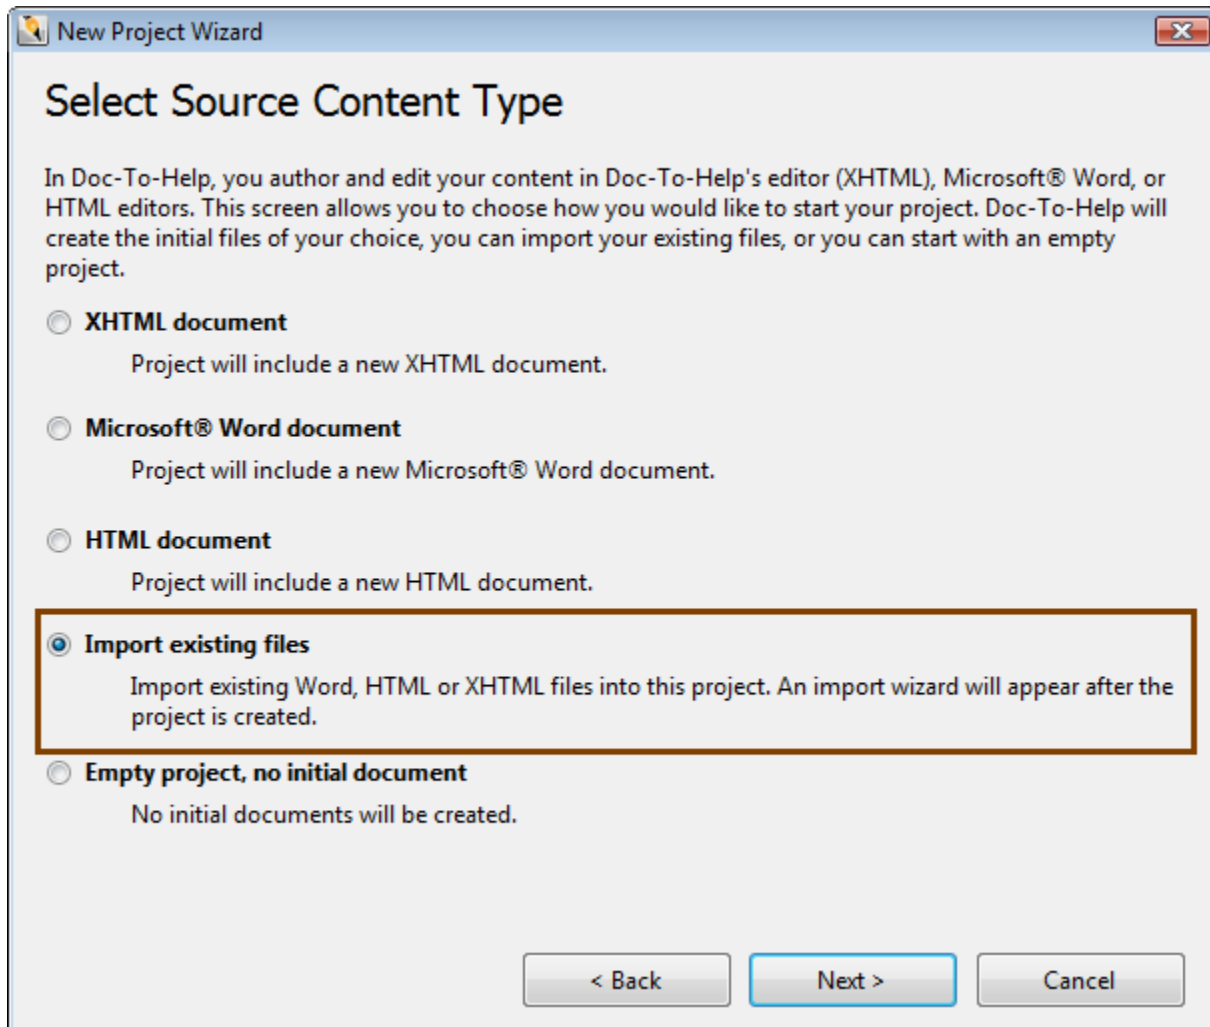 New Project Wizard
Select Source Content Type
In Doc-To-Help, you author and edit your content in Doc-To-Help's editor (XHTML), Microsoft® Word, or
HTML editors. This screen allows you to choose how you would like to start your project. Doc-To-Help will
create the initial files of your choice, you can import your existing files, or you can start with an empty
project.
XHTML document
Project will include a new XHTML document.
Microsoft® Word document
Project will include a new Microsoft® Word document.
HTML document
Project will include a new HTML document.
Import existing files
Import existing Word, HTML or XHTML files into this project. An import wizard will appear after the
project is created.
Empty project, no initial document
No initial documents will be created.
< Back Next > Cancel